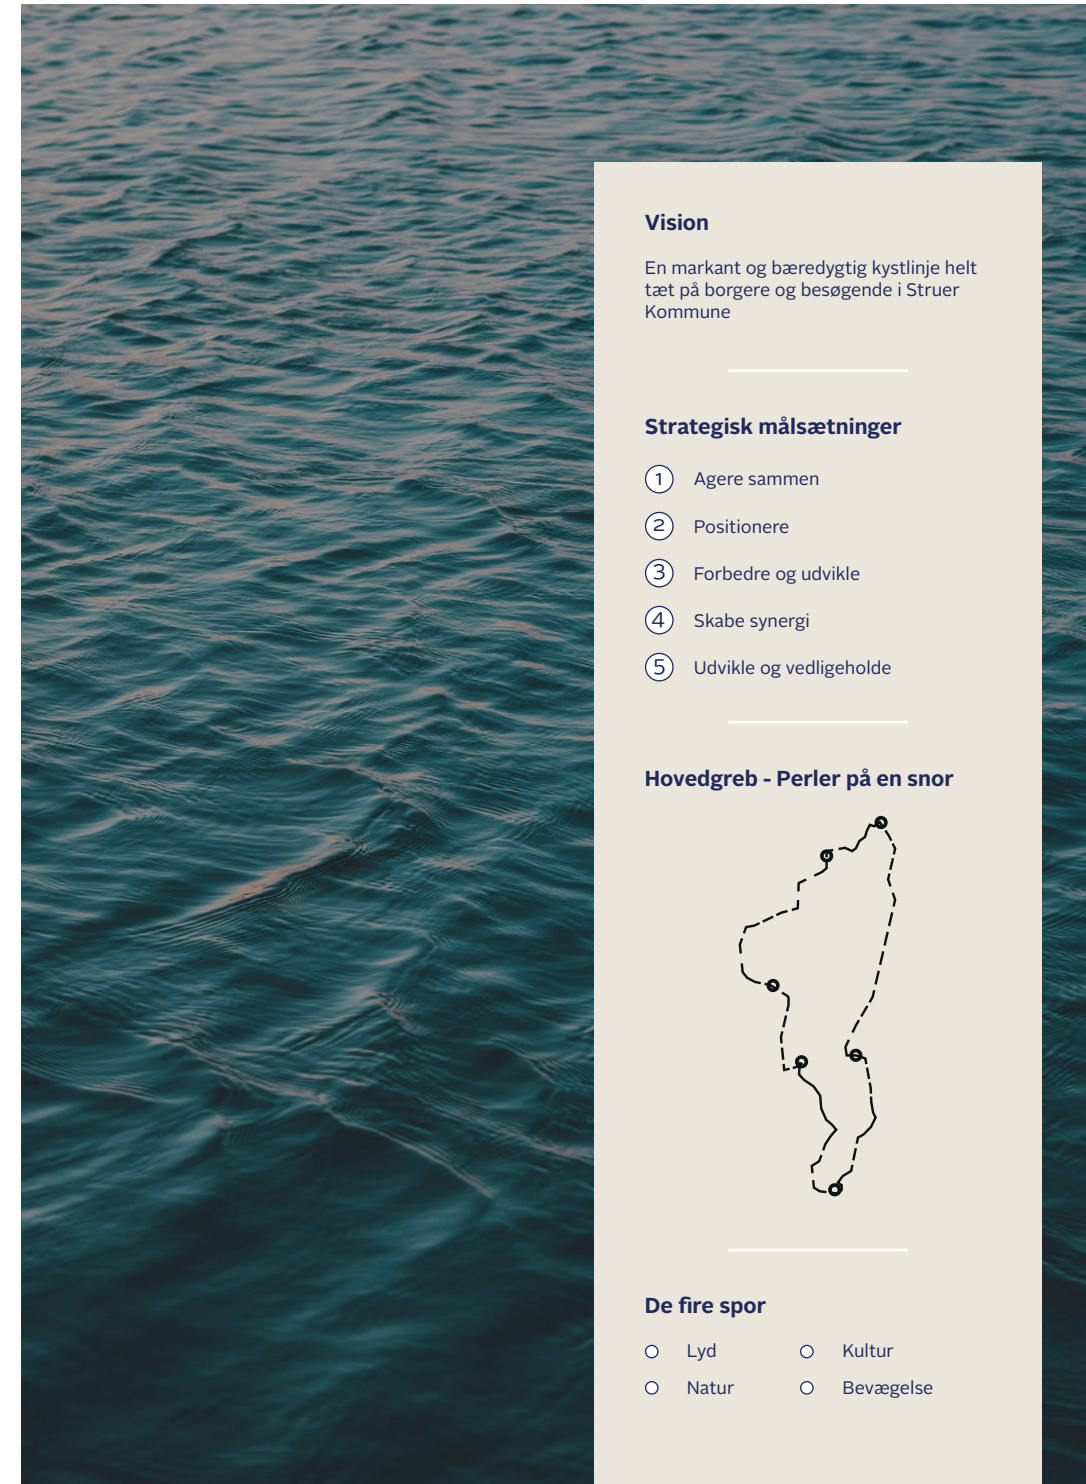 Vision
En markant og bæredygtig kystlinje helt
tæt på borgere og besøgende i Struer
Kommune
Strategisk målsætninger
1 Agere sammen
2 Positionere
3 Forbedre og udvikle
4 Skabe synergi
5 Udvikle og vedligeholde
Hovedgreb - Perler på en snor
De fire spor
Lyd
Kultur
Natur
Bevægelse